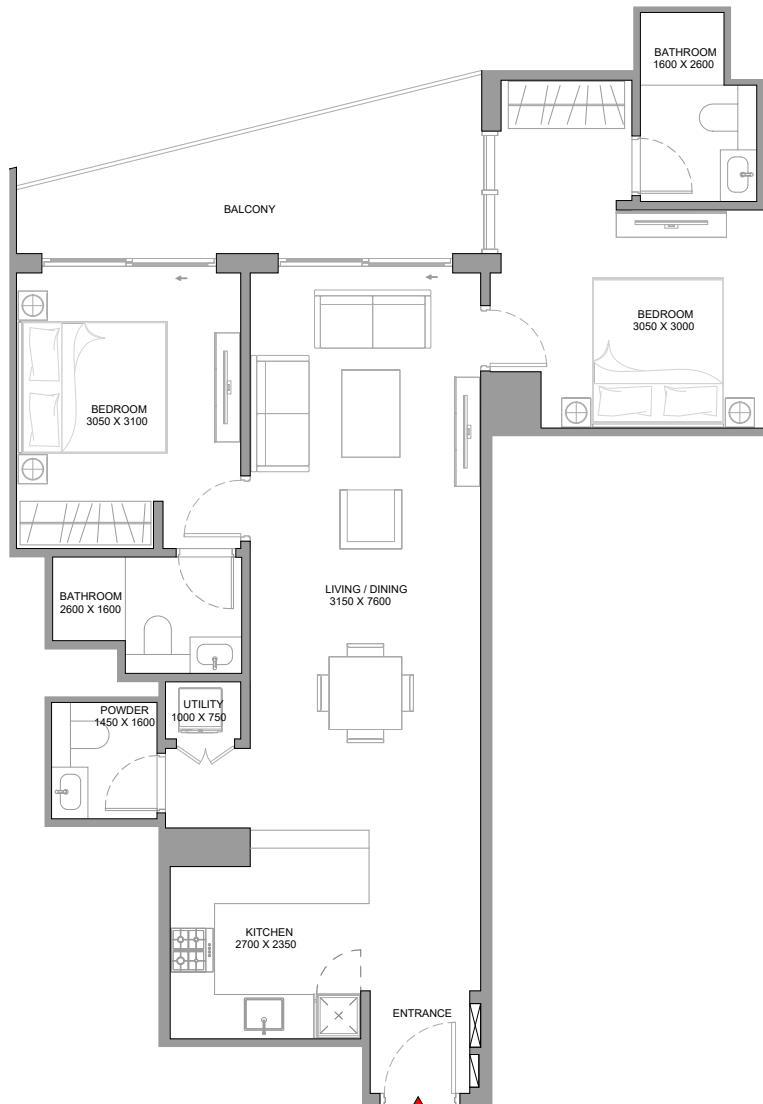 BATHROOM
1600 X 2600
BALCONY
BEDROOM
3050 X 3000
BEDROOM
3050 X 3100
BATHROOM
2600 X 1600
LIVING / DINING
3150 X 7600
POWDER
1450 X 1600
UTILITY
1000 X 750
KITCHEN
2700 X 2350
ENTRANCE